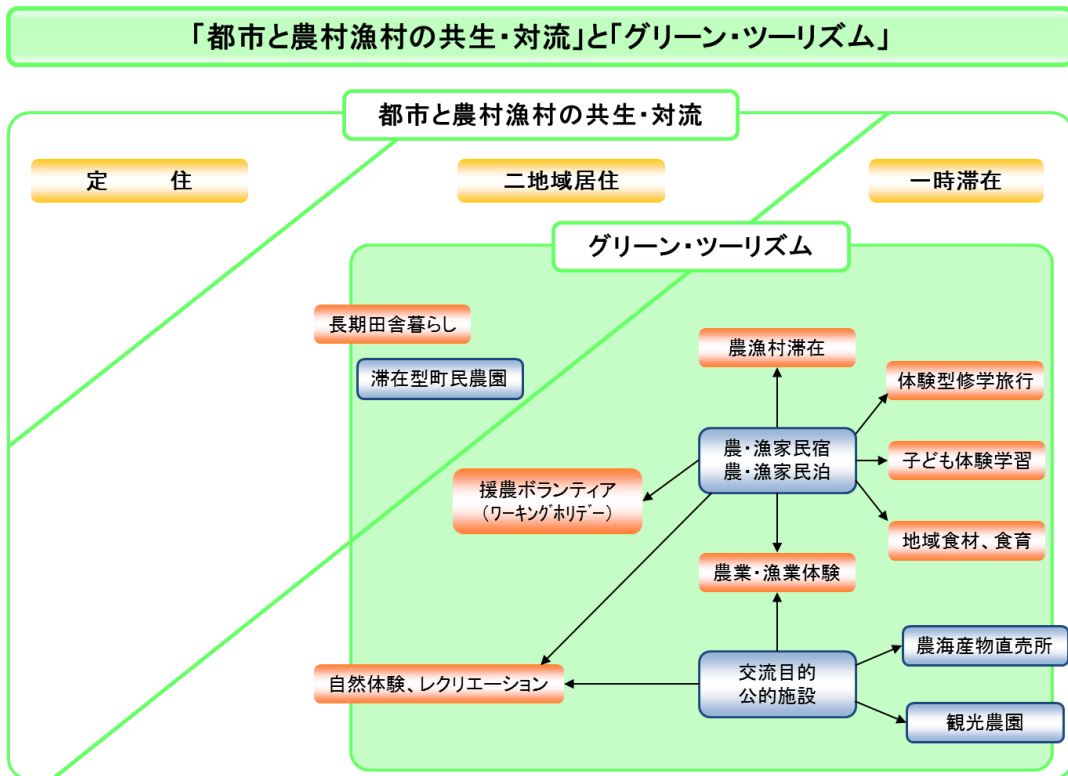 「都市と農村漁村の共生・対流」と「グリーン・ツーリズム」
都市と農村漁村の共生・対流
定　　住
二地域居住
一時滞在
グリーン・ツーリズム
長期田舎暮らし
滞在型町民農園
農漁村滞在
体験型修学旅行
農・漁家民宿
農・漁家民泊
子ども体験学習
援農ボランティア
（ワーキングホリデー）
地域食材、食育
農業・漁業体験
農海産物直売所
交流目的
公的施設
自然体験、レクリエーション
観光農園